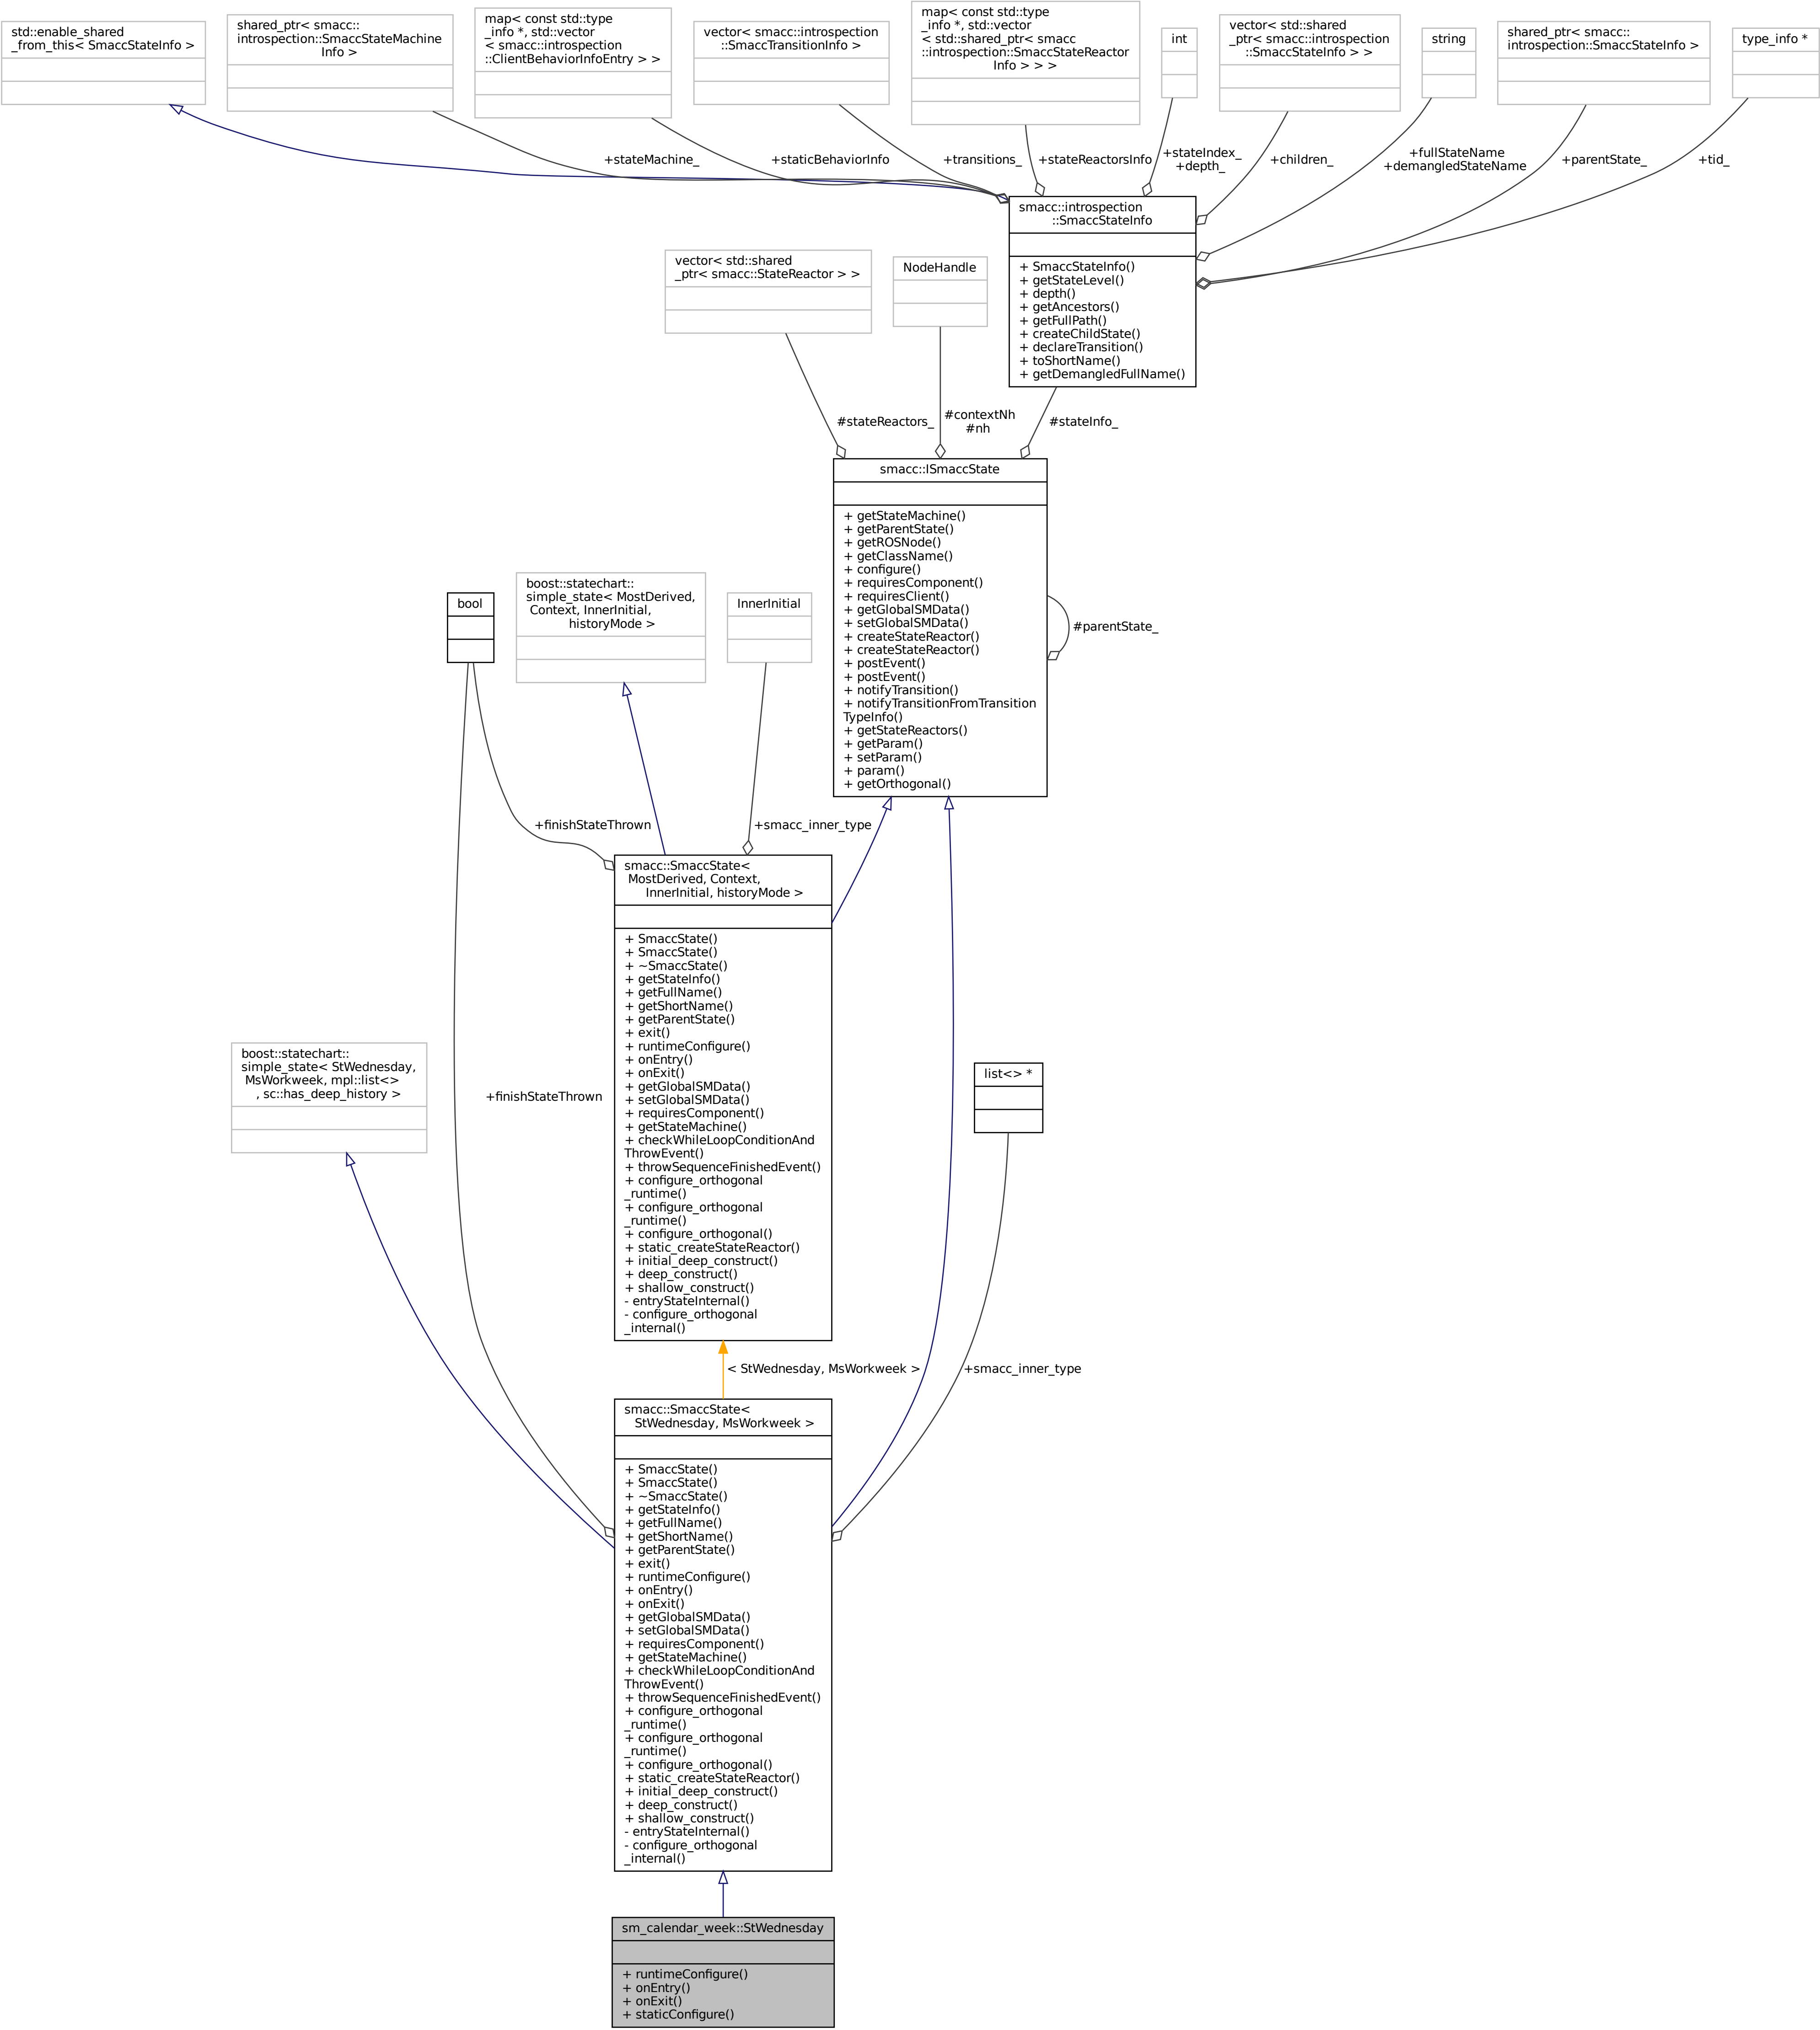 std::enable_shared
_from_this< SmaccStateInfo >
shared_ptr< smacc::
introspection::SmaccStateMachine
Info >
map< const std::type
_info *, std::vector
< smacc::introspection
::ClientBehaviorInfoEntry > >
vector< smacc::introspection
::SmaccTransitionInfo >
map< const std::type
_info *, std::vector
< std::shared_ptr< smacc
::introspection::SmaccStateReactor
Info > > >
int
vector< std::shared
_ptr< smacc::introspection
::SmaccStateInfo > >
string
shared_ptr< smacc::
introspection::SmaccStateInfo >
type_info *
+stateMachine_
+staticBehaviorInfo
+transitions_
+stateReactorsInfo
+stateIndex_
+depth_
+children_
+fullStateName
+demangledStateName
+parentState_
+tid_
smacc::introspection
::SmaccStateInfo
+ SmaccStateInfo()
+ getStateLevel()
+ depth()
+ getAncestors()
+ getFullPath()
+ createChildState()
+ declareTransition()
+ toShortName()
+ getDemangledFullName()
vector< std::shared
_ptr< smacc::StateReactor > >
NodeHandle
#stateReactors_
#contextNh
#nh
#stateInfo_
smacc::ISmaccState
+ getStateMachine()
+ getParentState()
+ getROSNode()
+ getClassName()
+ configure()
+ requiresComponent()
+ requiresClient()
+ getGlobalSMData()
+ setGlobalSMData()
+ createStateReactor()
+ createStateReactor()
+ postEvent()
+ postEvent()
+ notifyTransition()
+ notifyTransitionFromTransition
TypeInfo()
+ getStateReactors()
+ getParam()
+ setParam()
+ param()
+ getOrthogonal()
#parentState_
bool
boost::statechart::
simple_state< MostDerived,
Context, InnerInitial,
historyMode >
InnerInitial
+finishStateThrown
+smacc_inner_type
smacc::SmaccState<
MostDerived, Context,
InnerInitial, historyMode >
+ SmaccState()
+ SmaccState()
+ ~SmaccState()
+ getStateInfo()
+ getFullName()
+ getShortName()
+ getParentState()
+ exit()
+ runtimeConfigure()
+ onEntry()
+ onExit()
+ getGlobalSMData()
+ setGlobalSMData()
+ requiresComponent()
+ getStateMachine()
+ checkWhileLoopConditionAnd
ThrowEvent()
+ throwSequenceFinishedEvent()
+ configure_orthogonal
_runtime()
+ configure_orthogonal
_runtime()
+ configure_orthogonal()
+ static_createStateReactor()
+ initial_deep_construct()
+ deep_construct()
+ shallow_construct()
- entryStateInternal()
- configure_orthogonal
_internal()
boost::statechart::
simple_state< StWednesday,
MsWorkweek, mpl::list<>
, sc::has_deep_history >
+finishStateThrown
list<> *
< StWednesday, MsWorkweek >
+smacc_inner_type
smacc::SmaccState<
StWednesday, MsWorkweek >
+ SmaccState()
+ SmaccState()
+ ~SmaccState()
+ getStateInfo()
+ getFullName()
+ getShortName()
+ getParentState()
+ exit()
+ runtimeConfigure()
+ onEntry()
+ onExit()
+ getGlobalSMData()
+ setGlobalSMData()
+ requiresComponent()
+ getStateMachine()
+ checkWhileLoopConditionAnd
ThrowEvent()
+ throwSequenceFinishedEvent()
+ configure_orthogonal
_runtime()
+ configure_orthogonal
_runtime()
+ configure_orthogonal()
+ static_createStateReactor()
+ initial_deep_construct()
+ deep_construct()
+ shallow_construct()
- entryStateInternal()
- configure_orthogonal
_internal()
sm_calendar_week::StWednesday
+ runtimeConfigure()
+ onEntry()
+ onExit()
+ staticConfigure()